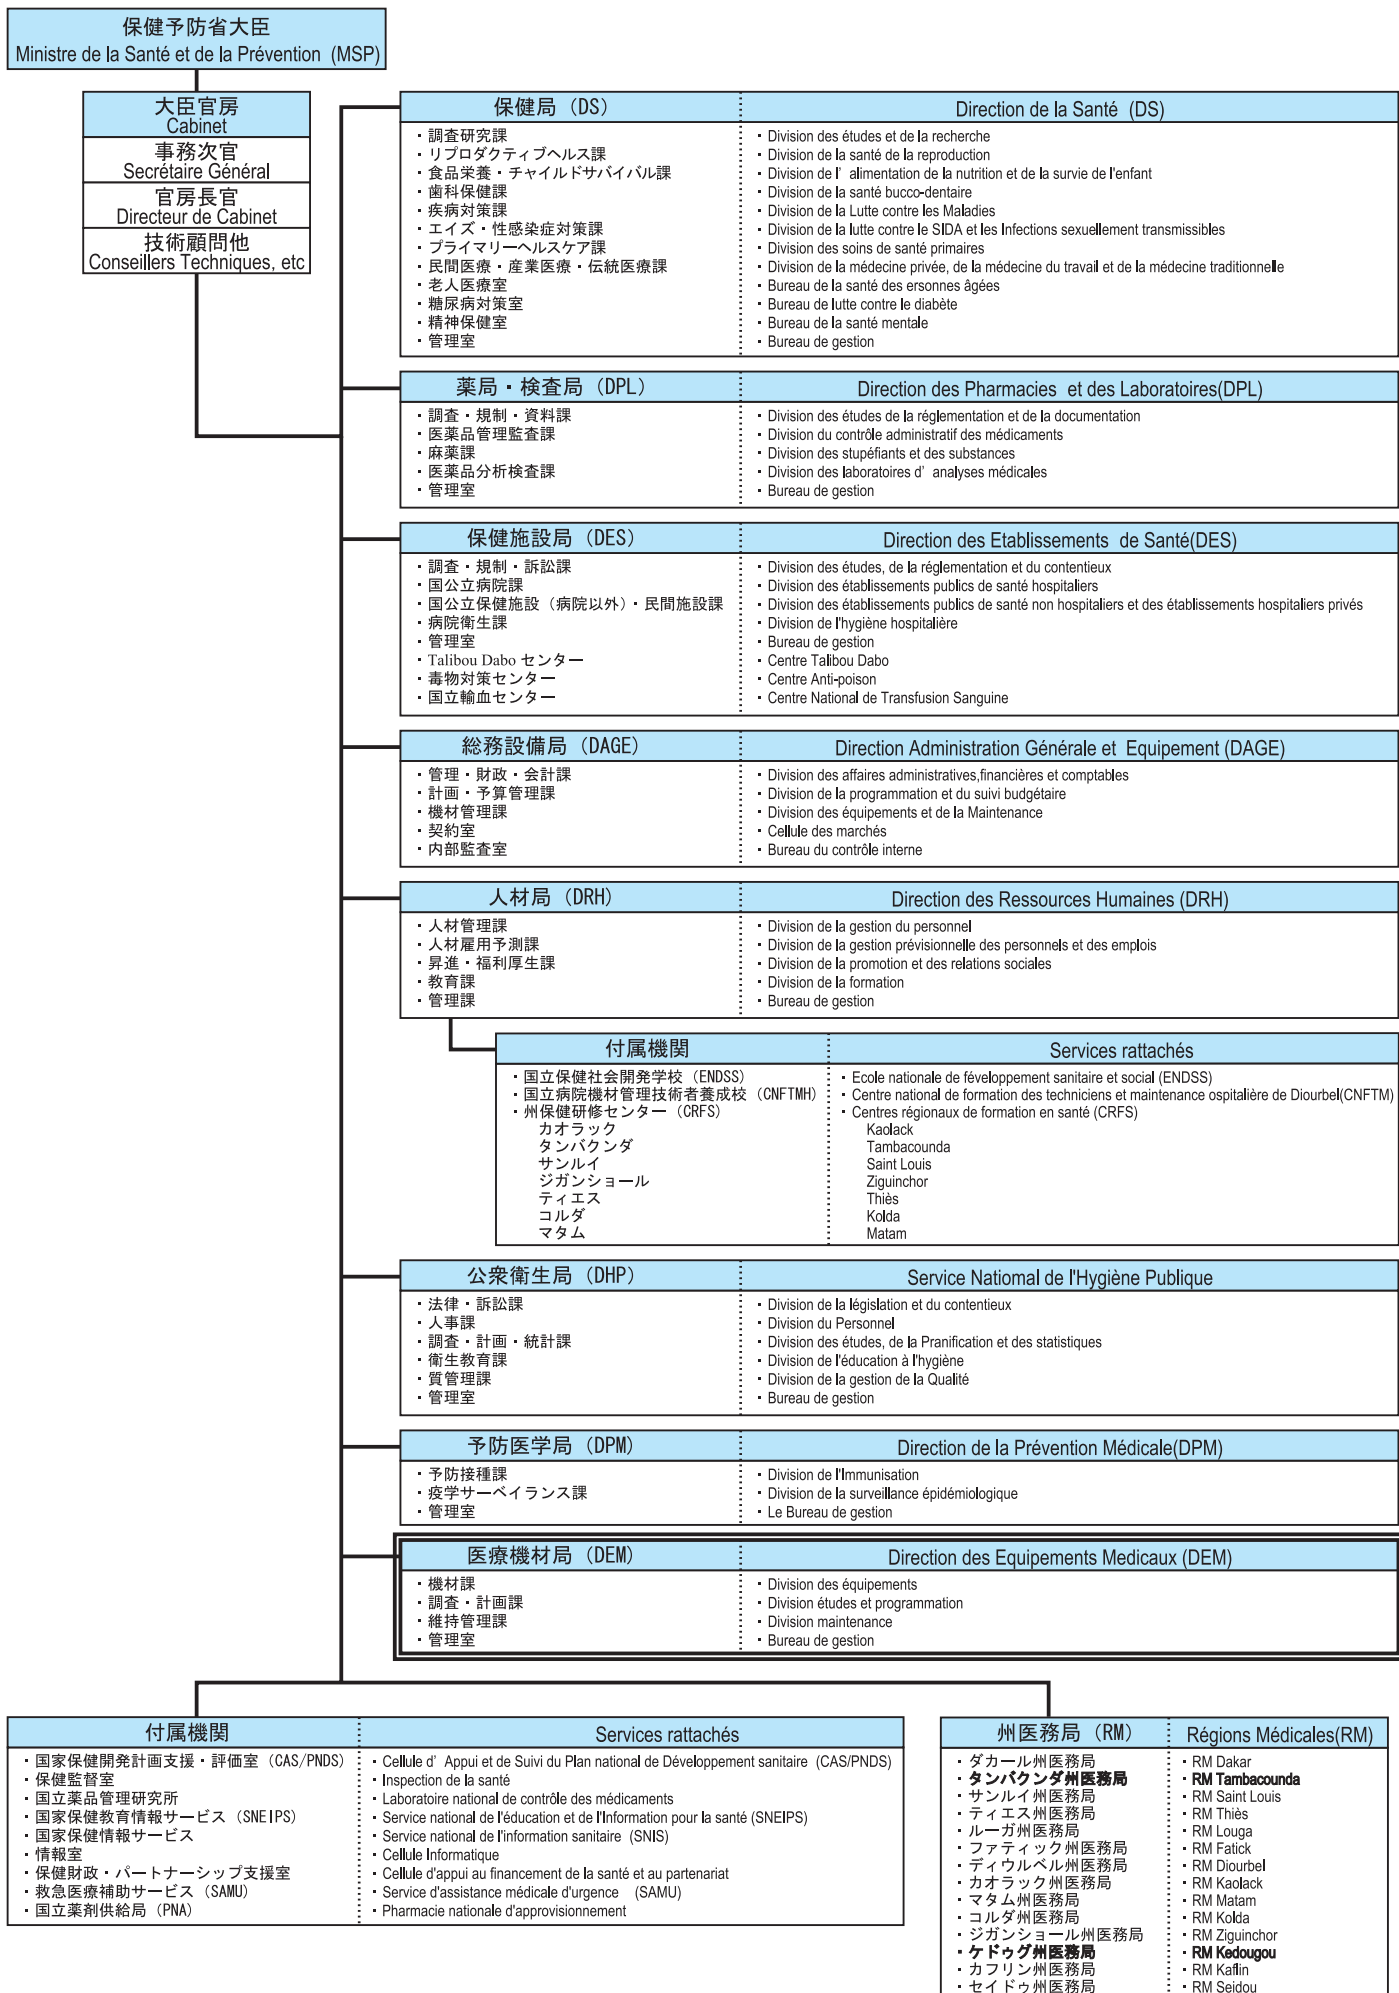 保健予防省大臣
Ministre de la Santé et de la Prévention (MSP)
大臣官房
Cabinet
事務次官
Secrétaire Général
官房長官
Directeur de Cabinet
技術顧問他
Conseillers Techniques, etc
保健局 (DS) Direction de la Santé (DS)
・調査研究課 ・Division des études et de la recherche
・リプロダクティブヘルス課 ・Division de la santé de la reproduction
・食品栄養・チャイルドサバイバル課 ・Division de l' alimentation de la nutrition et de la survie de l'enfant
・歯科保健課 ・Division de la santé bucco-dentaire
・疾病対策課 ・Division de la Lutte contre les Maladies
・エイズ・性感染症対策課 ・Division de la lutte contre le SIDA et les Infections sexuellement transmissibles
・プライマリーヘルスケア課 ・Division des soins de santé primaires
・民間医療・産業医療・伝統医療課 ・Division de la médecine privée, de la médecine du travail et de la médecine traditionnelle
・老人医療室 ・Bureau de la santé des ersonnes âgées
・糖尿病対策室 ・Bureau de lutte contre le diabète
・精神保健室 ・Bureau de la santé mentale
・管理室 ・Bureau de gestion
薬局・検査局 (DPL) Direction des Pharmacies et des Laboratoires(DPL)
・調査・規制・資料課 ・Division des études de la réglementation et de la documentation
・医薬品管理監査課 ・Division du contrôle administratif des médicaments
・麻薬課 ・Division des stupéfiants et des substances
・医薬品分析検査課 ・Division des laboratoires d' analyses médicales
・管理室 ・Bureau de gestion
保健施設局 (DES) Direction des Etablissements de Santé(DES)
・調査・規制・訴訟課 ・Division des études, de la réglementation et du contentieux
・国公立病院課 ・Division des établissements publics de santé hospitaliers
・国公立保健施設 (病院以外)・民間施設課 ・Division des établissements publics de santé non hospitaliers et des établissements hospitaliers privés
・病院衛生課 ・Division de l'hygiène hospitalière
・管理室 ・Bureau de gestion
・Talibou Dabo センター ・Centre Talibou Dabo
・毒物対策センター ・Centre Anti-poison
・国立輸血センター ・Centre National de Transfusion Sanguine
総務設備局 (DAGE) Direction Administration Générale et Equipement (DAGE)
・管理・財政・会計課 ・Division des affaires administratives,financières et comptables
・計画・予算管理課 ・Division de la programmation et du suivi budgétaire
・機材管理課 ・Division des équipements et de la Maintenance
・契約室 ・Cellule des marchés
・内部監査室 ・Bureau du contrôle interne
人材局 (DRH) Direction des Ressources Humaines (DRH)
・人材管理課 ・Division de la gestion du personnel
・人材雇用予測課 ・Division de la gestion prévisionnelle des personnels et des emplois
・昇進・福利厚生課 ・Division de la promotion et des relations sociales
・教育課 ・Division de la formation
・管理課 ・Bureau de gestion
付属機関 Services rattachés
・国立保健社会開発学校 (ENDSS) ・Ecole nationale de féveloppement sanitaire et social (ENDSS)
・国立病院機材管理技術者養成校 (CNFTMH) ・Centre national de formation des techniciens et maintenance ospitalière de Diourbel(CNFTM)
・州保健研修センター (CRFS) ・Centres régionaux de formation en santé (CRFS)
カオラック Kaolack
タンバクンダ Tambacounda
サンルイ Saint Louis
ジガンショール Ziguinchor
ティエス Thiès
コルダ Kolda
マタム Matam
公衆衛生局 (DHP) Service Natiomal de l'Hygiène Publique
・法律・訴訟課 ・Division de la législation et du contentieux
・人事課 ・Division du Personnel
・調査・計画・統計課 ・Division des études, de la Pranification et des statistiques
・衛生教育課 ・Division de l'éducation à l'hygiène
・質管理課 ・Division de la gestion de la Qualité
・管理室 ・Bureau de gestion
予防医学局 (DPM) Direction de la Prévention Médicale(DPM)
・予防接種課 ・Division de l'Immunisation
・疫学サーベイランス課 ・Division de la surveillance épidémiologique
・管理室 ・Le Bureau de gestion
医療機材局 (DEM) Direction des Equipements Medicaux (DEM)
・機材課 ・Division des équipements
・調査・計画課 ・Division études et programmation
・維持管理課 ・Division maintenance
・管理室 ・Bureau de gestion
付属機関 Services rattachés
・国家保健開発計画支援・評価室 (CAS/PNDS) ・Cellule d' Appui et de Suivi du Plan national de Développement sanitaire (CAS/PNDS)
・保健監督室 ・Inspection de la santé
・国立薬品管理研究所 ・Laboratoire national de contrôle des médicaments
・国家保健教育情報サービス (SNEIPS) ・Service national de l'éducation et de l'Information pour la santé (SNEIPS)
・国家保健情報サービス ・Service national de l'information sanitaire (SNIS)
・情報室 ・Cellule Informatique
・保健財政・パートナーシップ支援室 ・Cellule d'appui au financement de la santé et au partenariat
・救急医療補助サービス (SAMU) ・Service d'assistance médicale d'urgence (SAMU)
・国立薬剤供給局 (PNA) ・Pharmacie nationale d'approvisionnement
州医務局 (RM) Régions Médicales(RM)
・ダカール州医務局 ・RM Dakar
・タンバクンダ州医務局 ・RM Tambacounda
・サンルイ州医務局 ・RM Saint Louis
・ティエス州医務局 ・RM Thiès
・ルーガ州医務局 ・RM Louga
・ファティック州医務局 ・RM Fatick
・ディウルベル州医務局 ・RM Diourbel
・カオラック州医務局 ・RM Kaolack
・マタム州医務局 ・RM Matam
・コルダ州医務局 ・RM Kolda
・ジガンショール州医務局 ・RM Ziguinchor
・ケドゥグ州医務局 ・RM Kedougou
・カフリン州医務局 ・RM Kaflin
・セイドゥ州医務局 ・RM Seidou